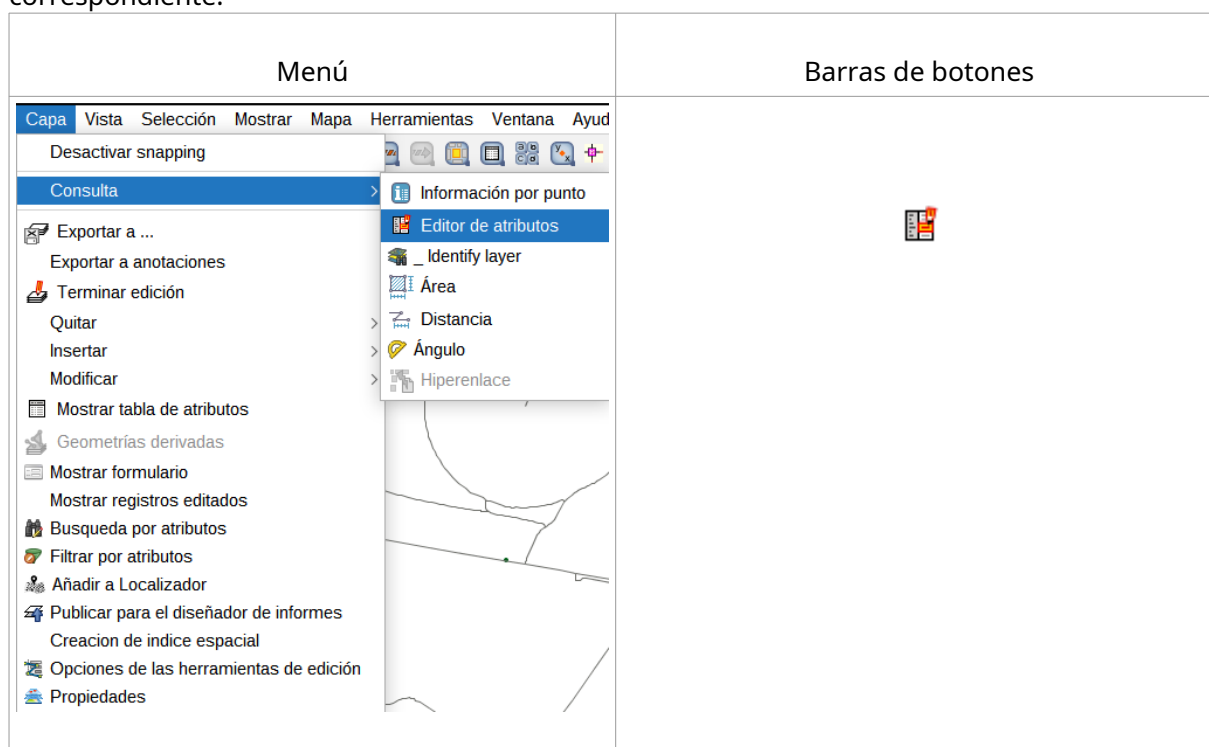 correspondiente:
Menú
Barras de botones
Capa Vista Selección Mostrar Mapa Herramientas Ventana Ayud
Desactivar snapping
Consulta
Información por punto
Editor de atributos
_ Identify layer
Área
Distancia
Ángulo
Hiperenlace
Exportar a ...
Exportar a anotaciones
Terminar edición
Quitar
Insertar
Modificar
Mostrar tabla de atributos
Geometrías derivadas
Mostrar formulario
Mostrar registros editados
Busqueda por atributos
Filtrar por atributos
Añadir a Localizador
Publicar para el diseñador de informes
Creacion de indice espacial
Opciones de las herramientas de edición
Propiedades